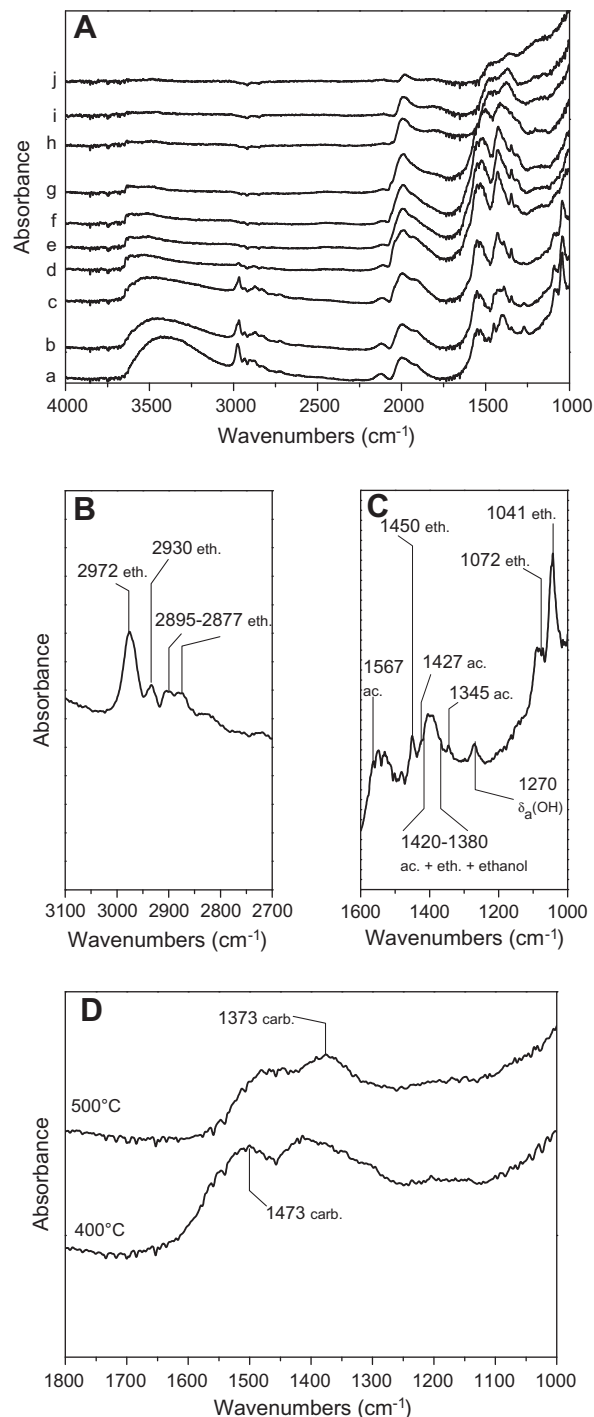 A
Absorbance
j
i
h
g
f
e
d
c
b
a
4000 3500 3000 2500 2000 1500 1000
Wavenumbers (cm-1)
B
2972 eth.
2930 eth.
2895-2877 eth.
Absorbance
3100 3000 2900 2800 2700
Wavenumbers (cm-1)
C
1041 eth.
1450 eth.
1072 eth.
1427 ac.
1567
ac.
1345 ac.
1270
δa(OH)
1420-1380
ac. + eth. + ethanol
1600 1400 1200 1000
Wavenumbers (cm-1)
D
1373 carb.
500°C
1473 carb.
400°C
Absorbance
1800 1700 1600 1500 1400 1300 1200 1100 1000
Wavenumbers (cm-1)